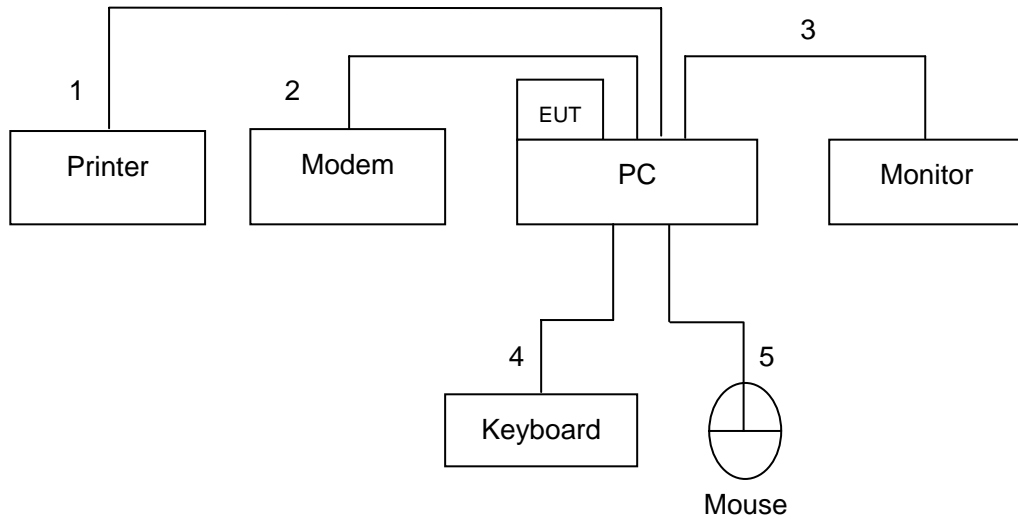 3
1
2
EUT
Printer
Modem
PC
Monitor
4
5
Keyboard
Mouse